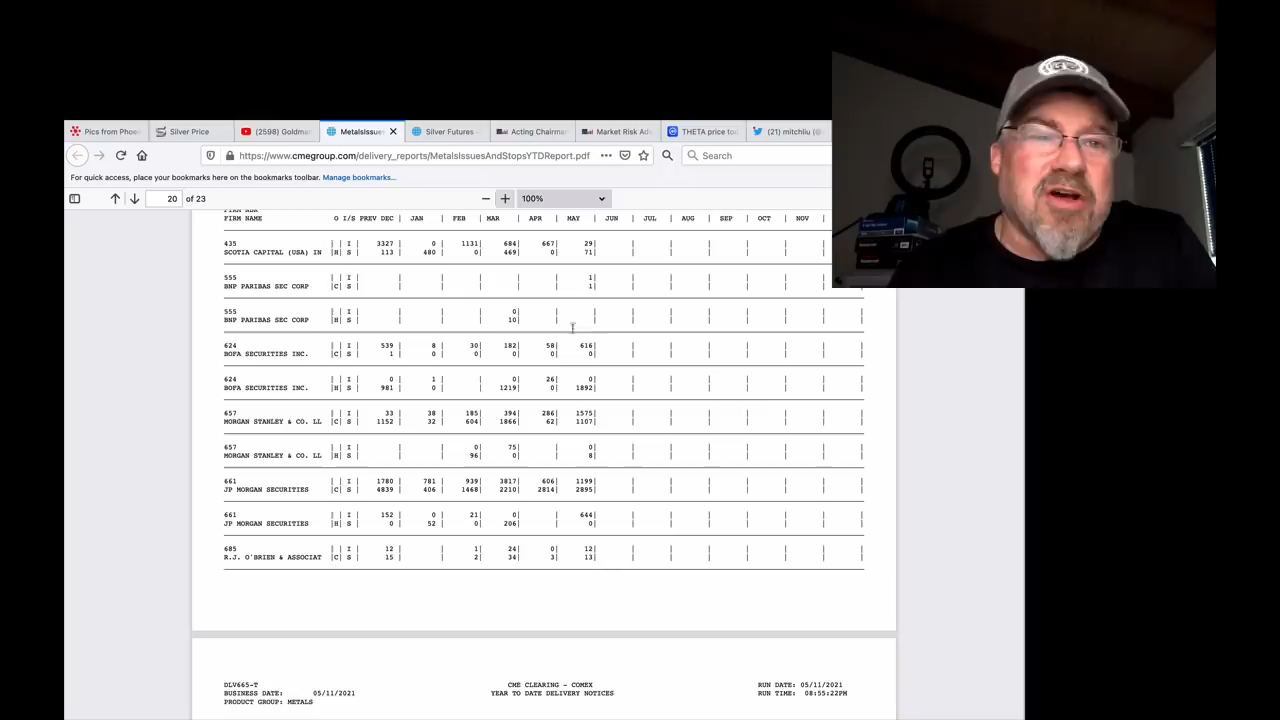 Pics from Phoe Silver Price (2598) Goldma MetalsIssue Silver Futures Acting Chairma Market Risk Ad THETA price to (21) mitchliu (
https://www.cmegroup.com/delivery_reports/MetalsIssuesAndStopsYTDReport.pdf Search
For quick access, place your bookmarks here on the bookmarks toolbar. Manage bookmarks...
20 of 23 100%
FIRM NAME O I/S PREV DEC | JAN | FEB | MAR | APR | MAY | JUN | JUL | AUG | SEP | OCT | NOV |
435 | | I 3327 0 1131| 684| 667| 29|
SCOTIA CAPITAL (USA) IN |H| S 113 480 0| 469| 0| 71|
555 | | I 1|
BNP PARIBAS SEC CORP |C| S 1|
555 | | I 0|
BNP PARIBAS SEC CORP |H| S 10|
624 | | I 539 8 30| 182| 58| 616|
BOFA SECURITIES INC. |C| S 1 0 0| 0| 0| 0|
624 | | I 0 1 0| 26| 0|
BOFA SECURITIES INC. |H| S 981 0 1219| 0| 1892|
657 | | I 33 38 185| 394| 286| 1575|
MORGAN STANLEY & CO. LL |C| S 1152 32 604| 1866| 62| 1107|
657 | | I 0| 75| 0|
MORGAN STANLEY & CO. LL |H| S 96| 0| 8|
661 | | I 1780 781 939| 3817| 606| 1199|
JP MORGAN SECURITIES |C| S 4839 406 1468| 2210| 2814| 2895|
661 | | I 152 0 21| 0| 644|
JP MORGAN SECURITIES |H| S 0 52 0| 206| 0|
685 | | I 12 1| 24| 0| 12|
R.J. O'BRIEN & ASSOCIAT |C| S 15 2| 34| 3| 13|
DLV665-T CME CLEARING - COMEX RUN DATE: 05/11/2021
BUSINESS DATE: 05/11/2021 YEAR TO DATE DELIVERY NOTICES RUN TIME: 08:55:22PM
PRODUCT GROUP: METALS